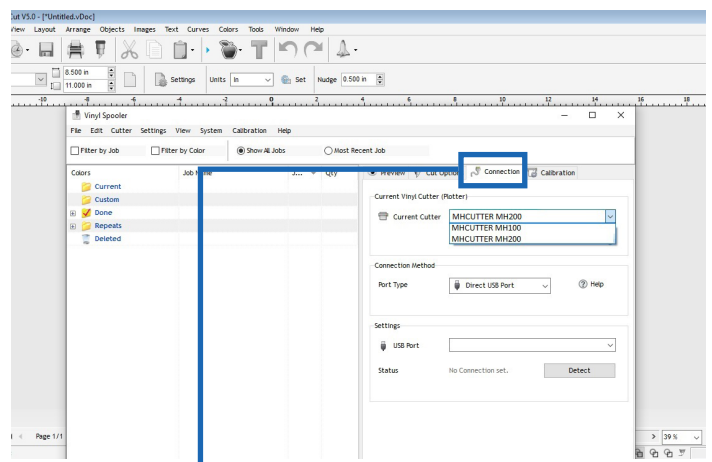 Cut V5.0 - [*Untitled.vDoc]
View Layout Arrange Objects Images Text Curves Colors Tools Window Help
8.500 in
11.000 in
Settings Units in Set Nudge 0.500 in
-10 -8 -6 -4 -2 0 2 4 6 8 10 12 14 16 18
Vinyl Spooler
File Edit Cutter Settings View System Calibration Help
Filter by Job Filter by Color Show All Jobs Most Recent Job
Colors Job Name J... Qty Preview Cut Options Connection Calibration
Current
Custom
Done
Repeats
Deleted
Current Vinyl Cutter (Plotter)
Current Cutter MHCUTTER MH200
MHCUTTER MH100
MHCUTTER MH200
Connection Method
Port Type Direct USB Port Help
Settings
USB Port
Status No Connection set. Detect
Page 1/1
39 %